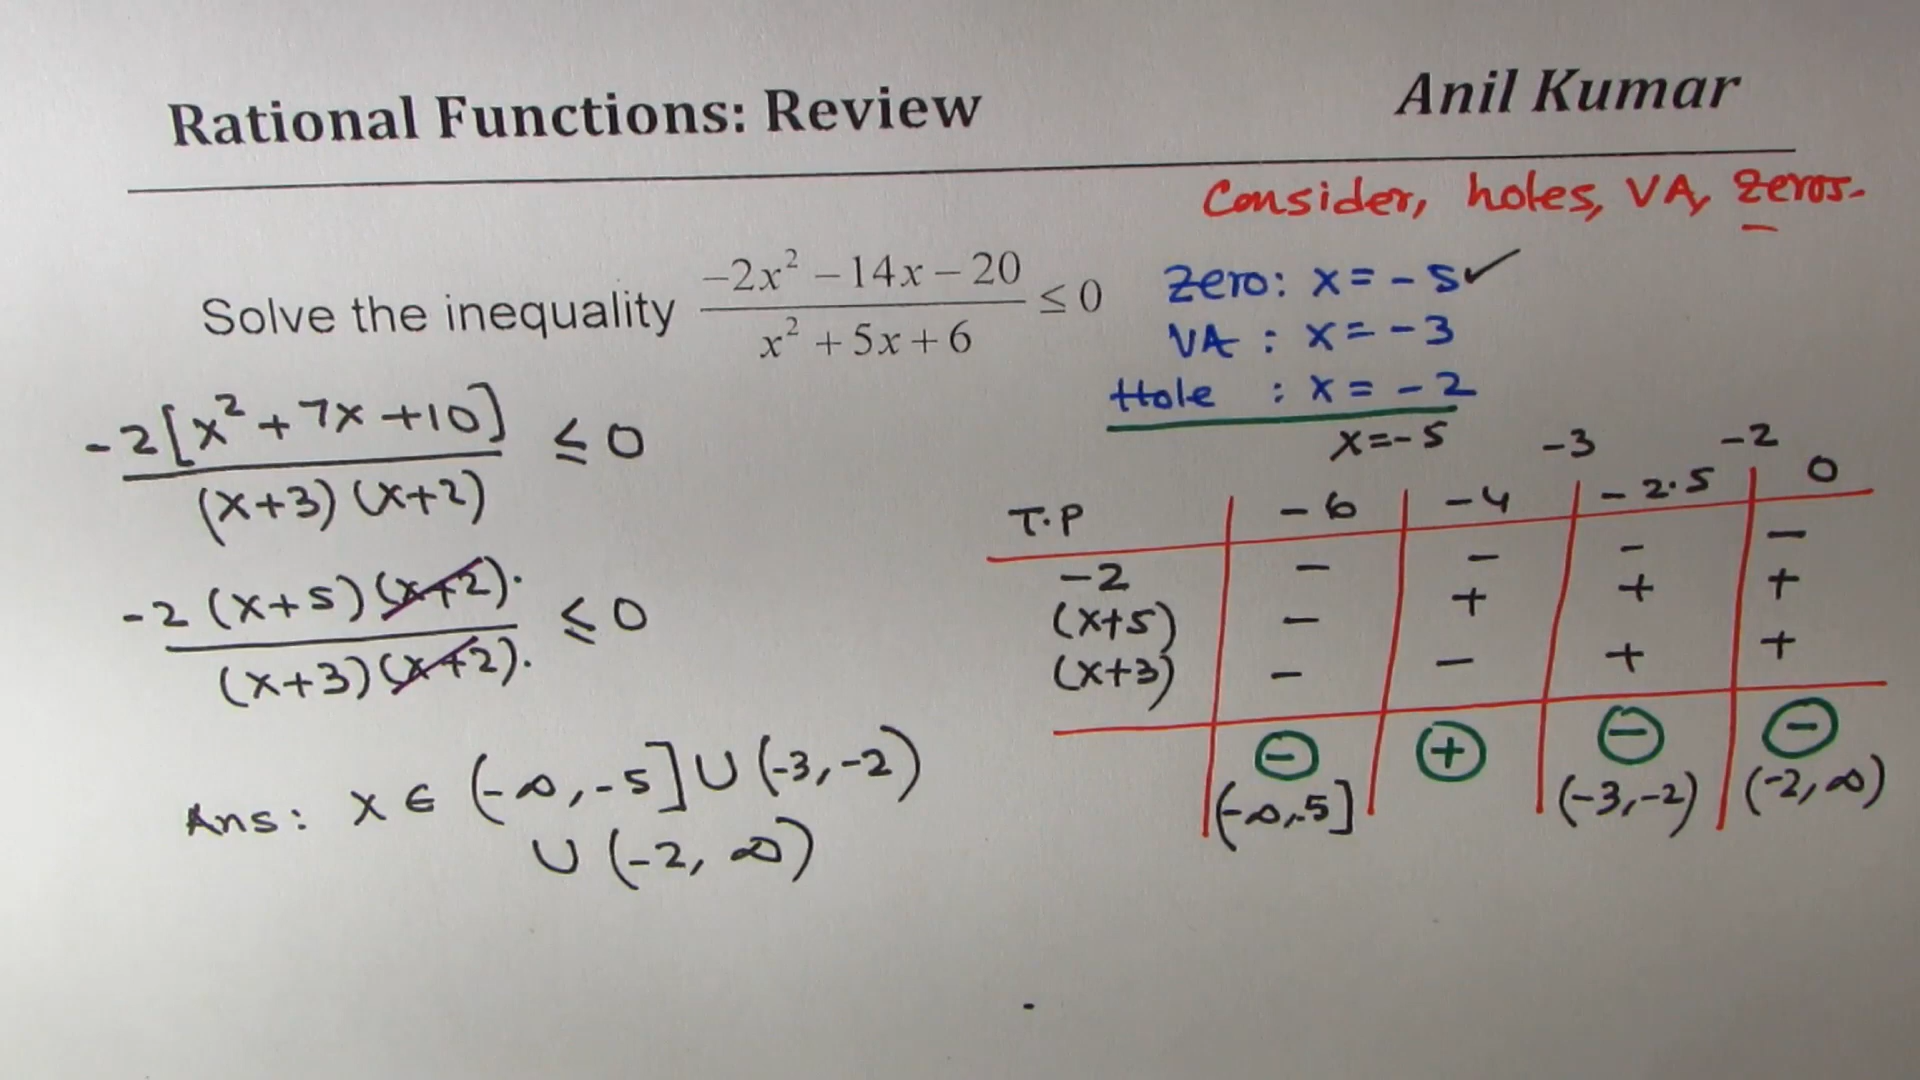 Rational Functions: Review
Anil Kumar
Consider, holes, VA, Zeros.
Solve the inequality (-2x² - 14x - 20)/(x² + 5x + 6) ≤ 0
Zero: x = -5 ✓
VA : x = -3
Hole : x = -2
-2[x² + 7x + 10] ≤ 0
(x+3)(x+2)
-2(x+5)(x+2). ≤ 0
(x+3)(x+2).
Ans: x ∈ (-∞, -5] ∪ (-3, -2)
∪ (-2, ∞)
x=-5 -3 -2
T.P -6 -4 -2.5 0
-2 - - - -
(x+5) - + + +
(x+3) - - + +
- + - -
(-∞,-5] (-3,-2) (-2,∞)